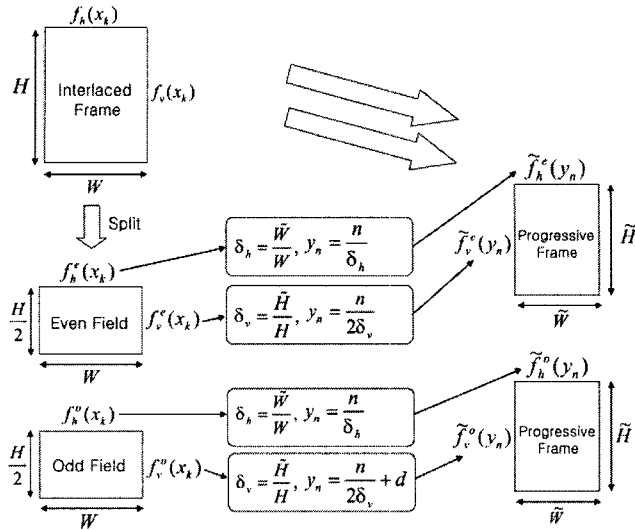 f_h(x_k)
H
Interlaced
Frame
f_v(x_k)
W
Split
f_h^e(x_k)
H/2
Even Field
f_v^e(x_k)
W
δ_h = W̃/W, y_n = n/δ_h
δ_v = H̃/H, y_n = n/2δ_v
f̃_h^e(y_n)
f̃_v^e(y_n)
Progressive
Frame
H̃
W̃
f_h^o(x_k)
H/2
Odd Field
f_v^o(x_k)
W
δ_h = W̃/W, y_n = n/δ_h
δ_v = H̃/H, y_n = n/2δ_v + d
f̃_h^o(y_n)
f̃_v^o(y_n)
Progressive
Frame
H̃
W̃